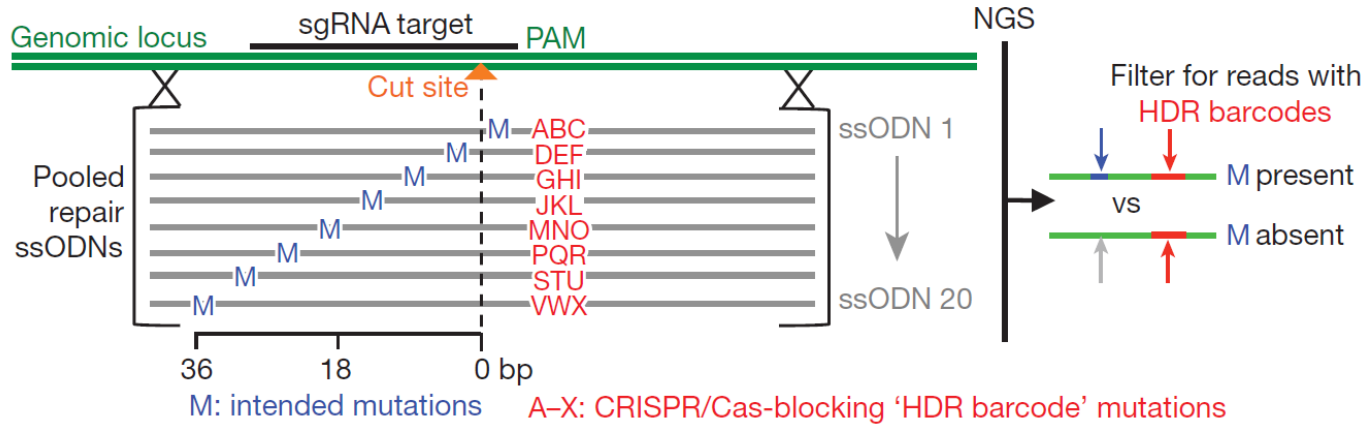 Genomic locus
sgRNA target
PAM
NGS
Cut site
Filter for reads with
HDR barcodes
Pooled
repair
ssODNs
M ABC
M DEF
M GHI
M JKL
M MNO
M PQR
M STU
M VWX
ssODN 1
ssODN 20
M present
vs
M absent
36 18 0 bp
M: intended mutations
A–X: CRISPR/Cas-blocking ‘HDR barcode’ mutations